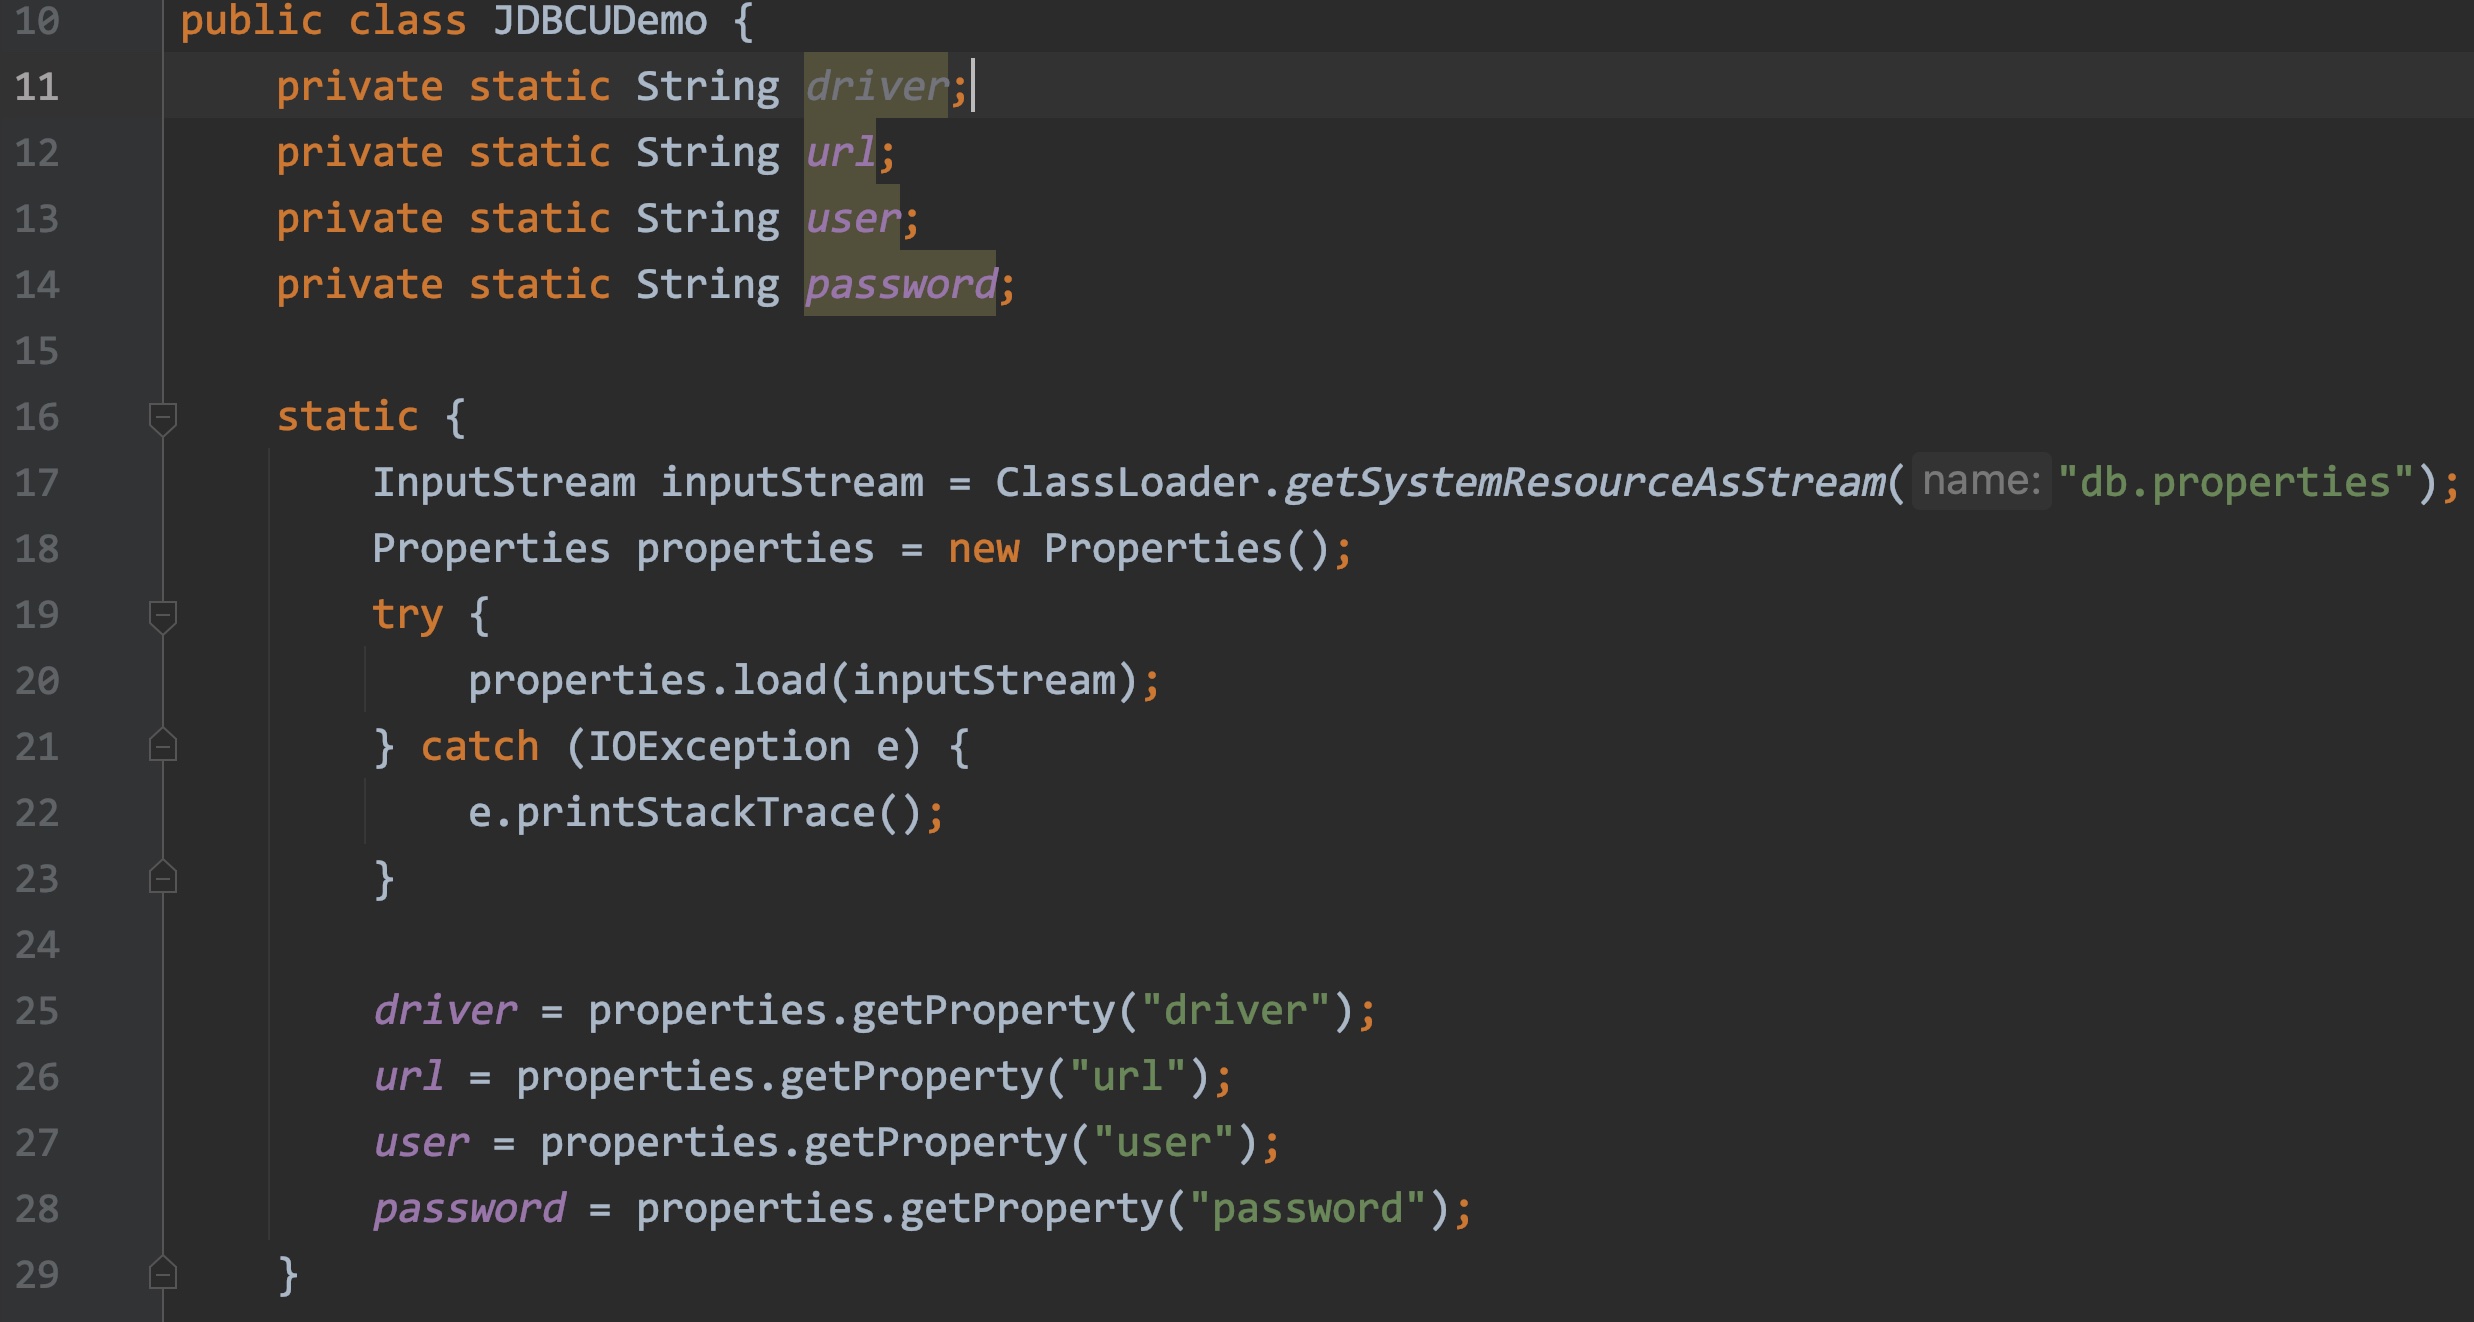 10 public class JDBCUDemo {
11 private static String driver;
12 private static String url;
13 private static String user;
14 private static String password;
15
16 static {
17 InputStream inputStream = ClassLoader.getSystemResourceAsStream( name: "db.properties");
18 Properties properties = new Properties();
19 try {
20 properties.load(inputStream);
21 } catch (IOException e) {
22 e.printStackTrace();
23 }
24
25 driver = properties.getProperty("driver");
26 url = properties.getProperty("url");
27 user = properties.getProperty("user");
28 password = properties.getProperty("password");
29 }